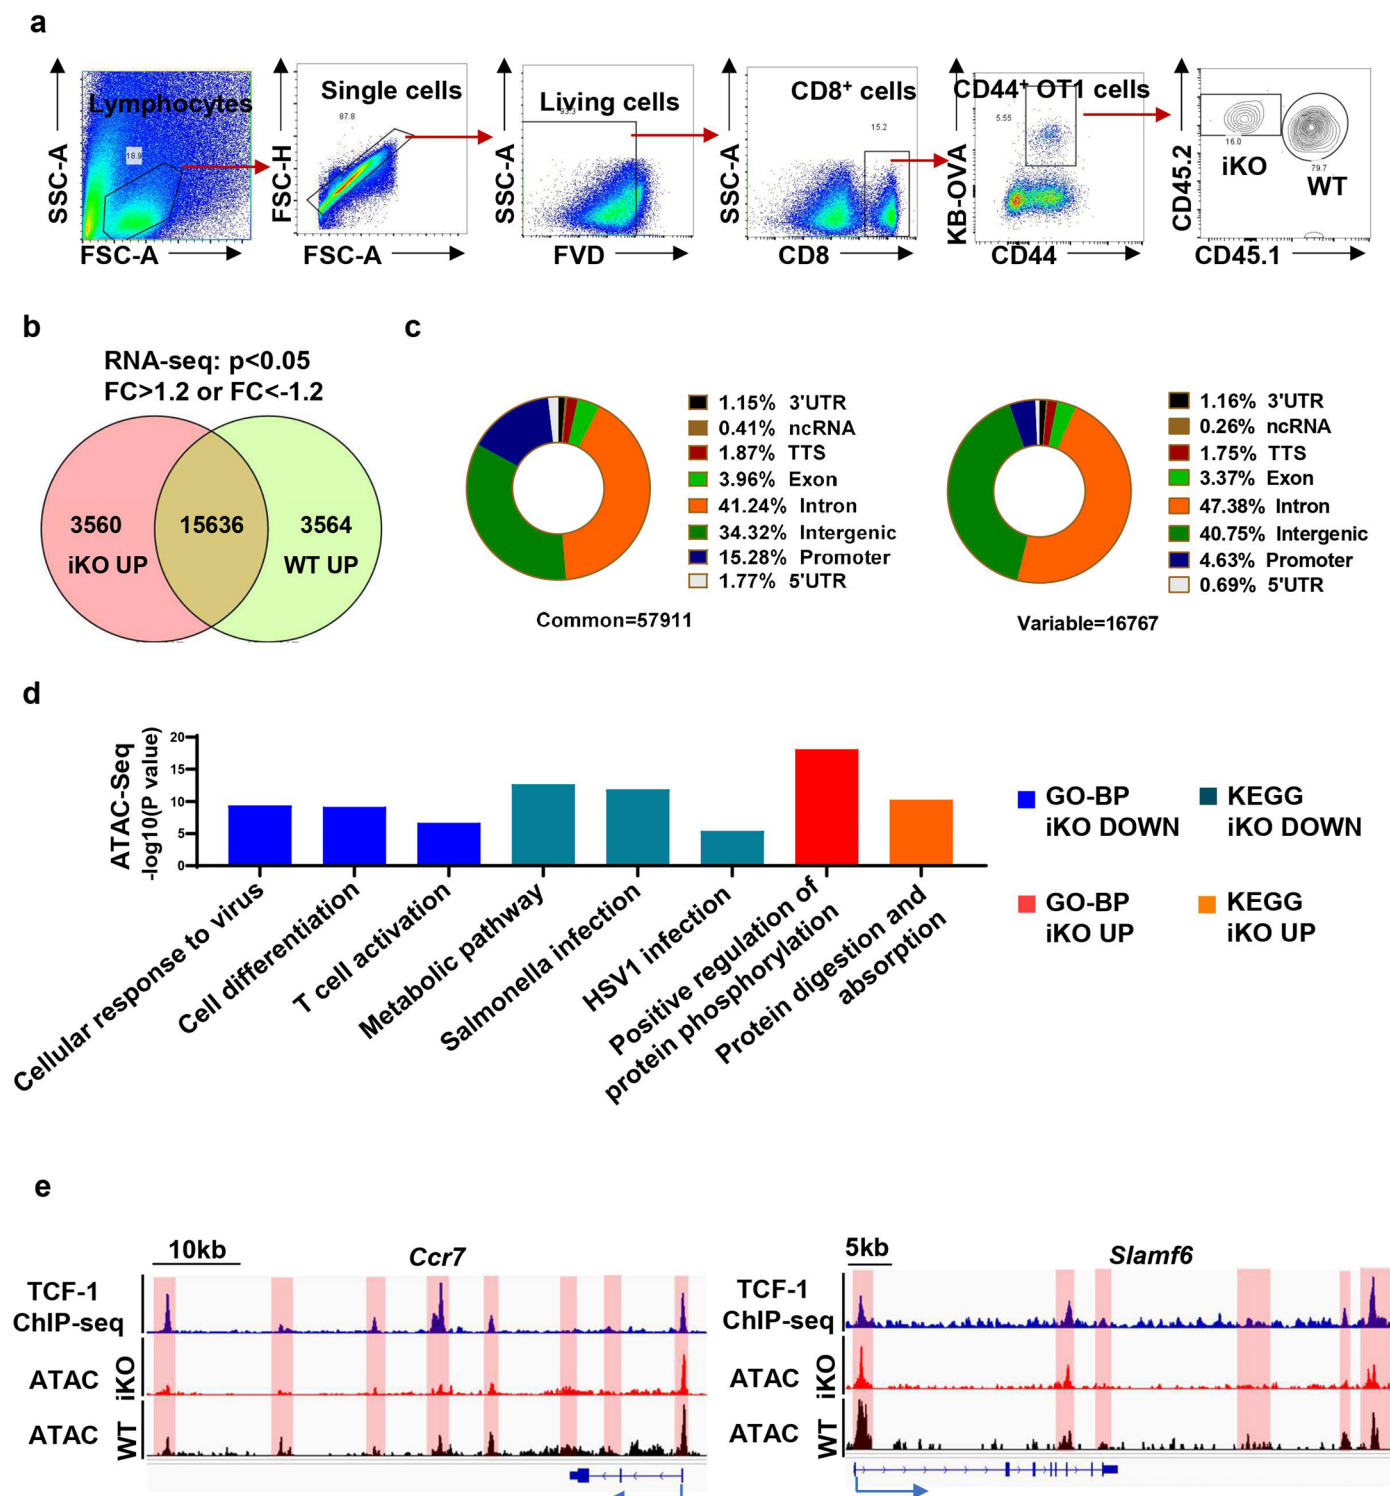 a
Lymphocytes
18.9
SSC-A
FSC-A
Single cells
87.8
FSC-H
FSC-A
Living cells
93.3
SSC-A
FVD
CD8+ cells
15.2
SSC-A
CD8
CD44+ OT1 cells
5.55
KB-OVA
CD44
16.0
iKO
79.7
WT
CD45.2
CD45.1
b
RNA-seq: p<0.05
FC>1.2 or FC<-1.2
3560
iKO UP
15636
3564
WT UP
c
1.15% 3'UTR
0.41% ncRNA
1.87% TTS
3.96% Exon
41.24% Intron
34.32% Intergenic
15.28% Promoter
1.77% 5'UTR
Common=57911
1.16% 3'UTR
0.26% ncRNA
1.75% TTS
3.37% Exon
47.38% Intron
40.75% Intergenic
4.63% Promoter
0.69% 5'UTR
Variable=16767
d
ATAC-Seq
-log10(P value)
20
15
10
5
0
Cellular response to virus
Cell differentiation
T cell activation
Metabolic pathway
Salmonella infection
HSV1 infection
Positive regulation of
protein phosphorylation
Protein digestion and
absorption
GO-BP
iKO DOWN
KEGG
iKO DOWN
GO-BP
iKO UP
KEGG
iKO UP
e
10kb
Ccr7
TCF-1
ChIP-seq
ATAC
iKO
ATAC
WT
5kb
Slamf6
TCF-1
ChIP-seq
ATAC
iKO
ATAC
WT